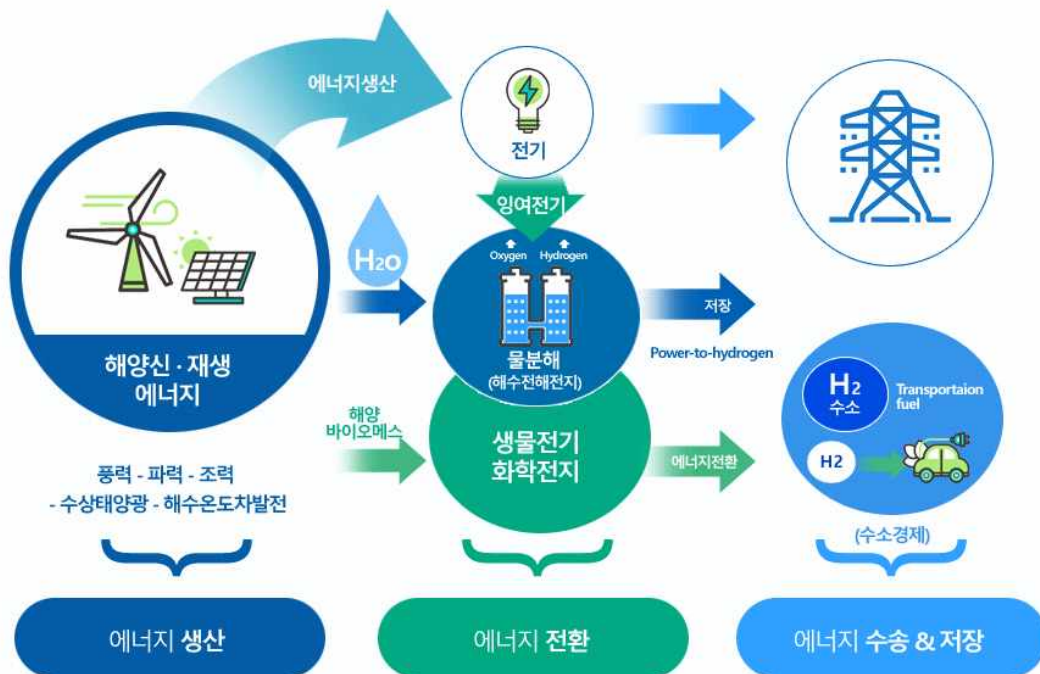 에너지생산
전기
잉여전기
H2O
Oxygen Hydrogen
물분해
(해수전해전지)
저장
Power-to-hydrogen
해양신 · 재생
에너지
해양
바이오메스
생물전기
화학전지
에너지전환
H2
수소
Transportaion
fuel
H2
(수소경제)
풍력 - 파력 - 조력
- 수상태양광 - 해수온도차발전
에너지 생산
에너지 전환
에너지 수송 & 저장